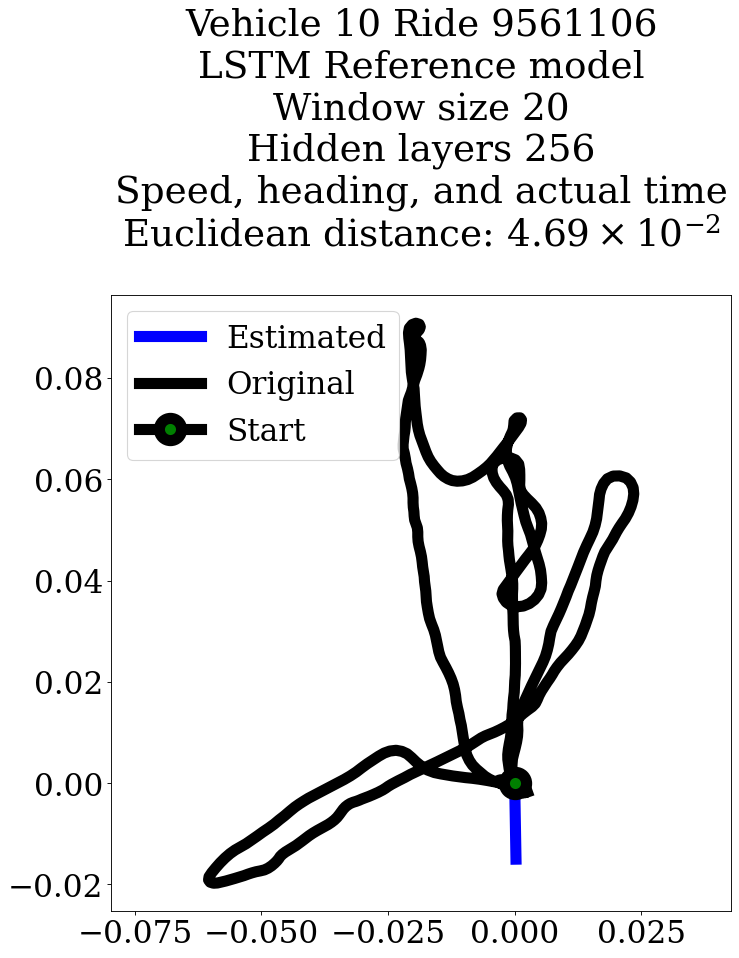 Vehicle 10 Ride 9561106
LSTM Reference model
Window size 20
Hidden layers 256
Speed, heading, and actual time
Euclidean distance: 4.69 × 10⁻²
Estimated
Original
Start
0.08
0.06
0.04
0.02
0.00
−0.02
−0.075 −0.050 −0.025 0.000 0.025